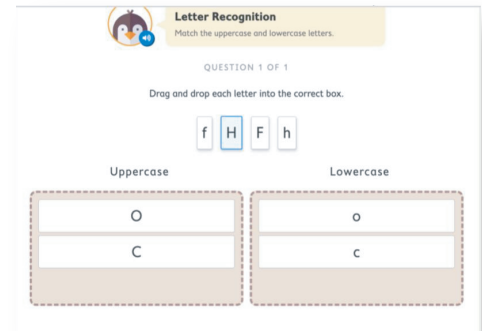 Letter Recognition
Match the uppercase and lowercase letters.
QUESTION 1 OF 1
Drag and drop each letter into the correct box.
f H F h
Uppercase Lowercase
O o
C c